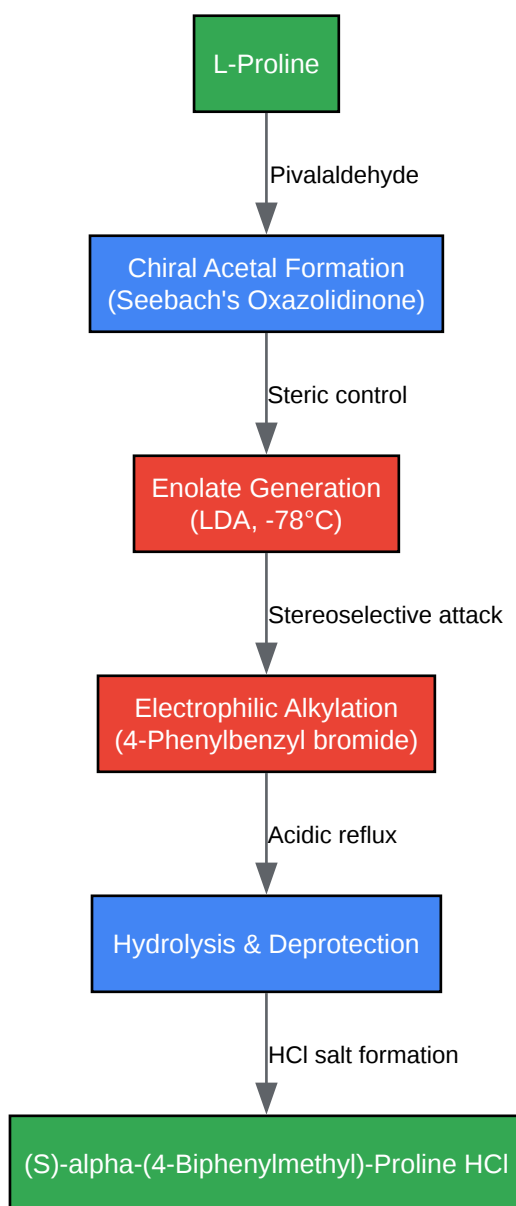 L-Proline
Pivalaldehyde
Chiral Acetal Formation
(Seebach's Oxazolidinone)
Steric control
Enolate Generation
(LDA, -78°C)
Stereoselective attack
Electrophilic Alkylation
(4-Phenylbenzyl bromide)
Acidic reflux
Hydrolysis & Deprotection
HCl salt formation
(S)-alpha-(4-Biphenylmethyl)-Proline HCl